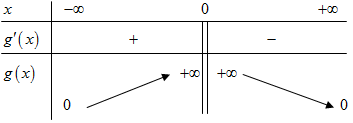 x −∞ 0 +∞
g′(x) + −
g(x) +∞ +∞
0 0